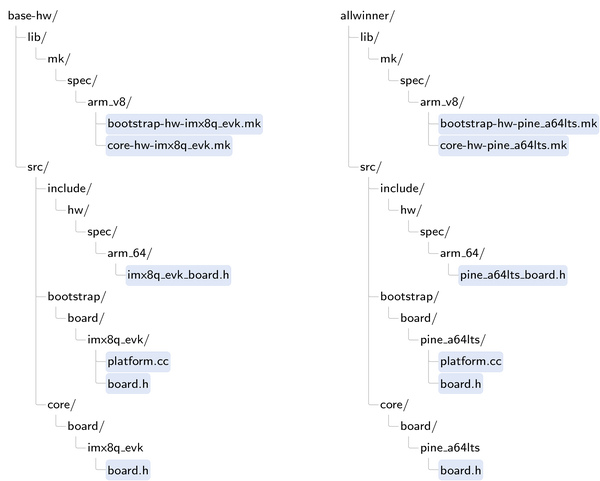 base-hw/
lib/
mk/
spec/
arm_v8/
bootstrap-hw-imx8q_evk.mk
core-hw-imx8q_evk.mk
src/
include/
hw/
spec/
arm_64/
imx8q_evk_board.h
bootstrap/
board/
imx8q_evk/
platform.cc
board.h
core/
board/
imx8q_evk
board.h
allwinner/
lib/
mk/
spec/
arm_v8/
bootstrap-hw-pine_a64lts.mk
core-hw-pine_a64lts.mk
src/
include/
hw/
spec/
arm_64/
pine_a64lts_board.h
bootstrap/
board/
pine_a64lts/
platform.cc
board.h
core/
board/
pine_a64lts
board.h